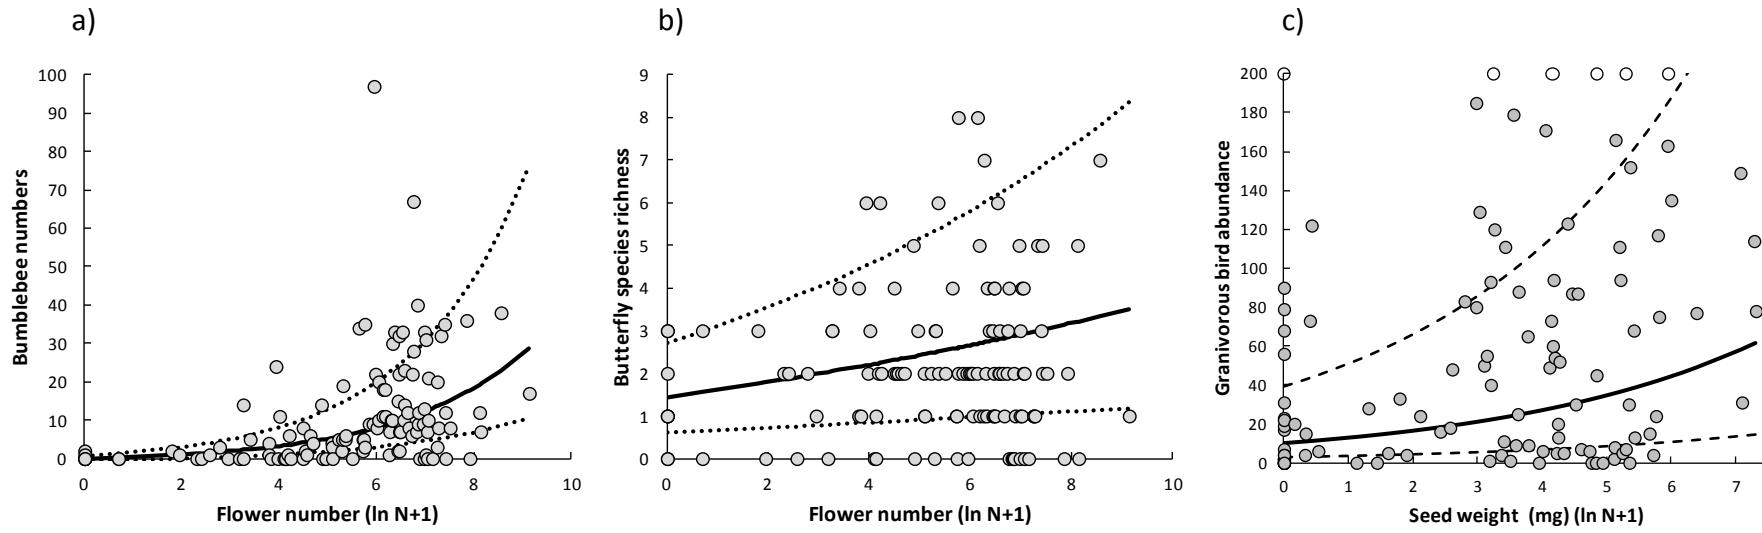 a)
b)
c)
100
90
80
70
60
50
40
30
20
10
0
Bumblebee numbers
0 2 4 6 8 10
Flower number (ln N+1)
9
8
7
6
5
4
3
2
1
0
Butterfly species richness
0 2 4 6 8 10
Flower number (ln N+1)
200
180
160
140
120
100
80
60
40
20
0
Granivorous bird abundance
0 1 2 3 4 5 6 7
Seed weight (mg) (ln N+1)